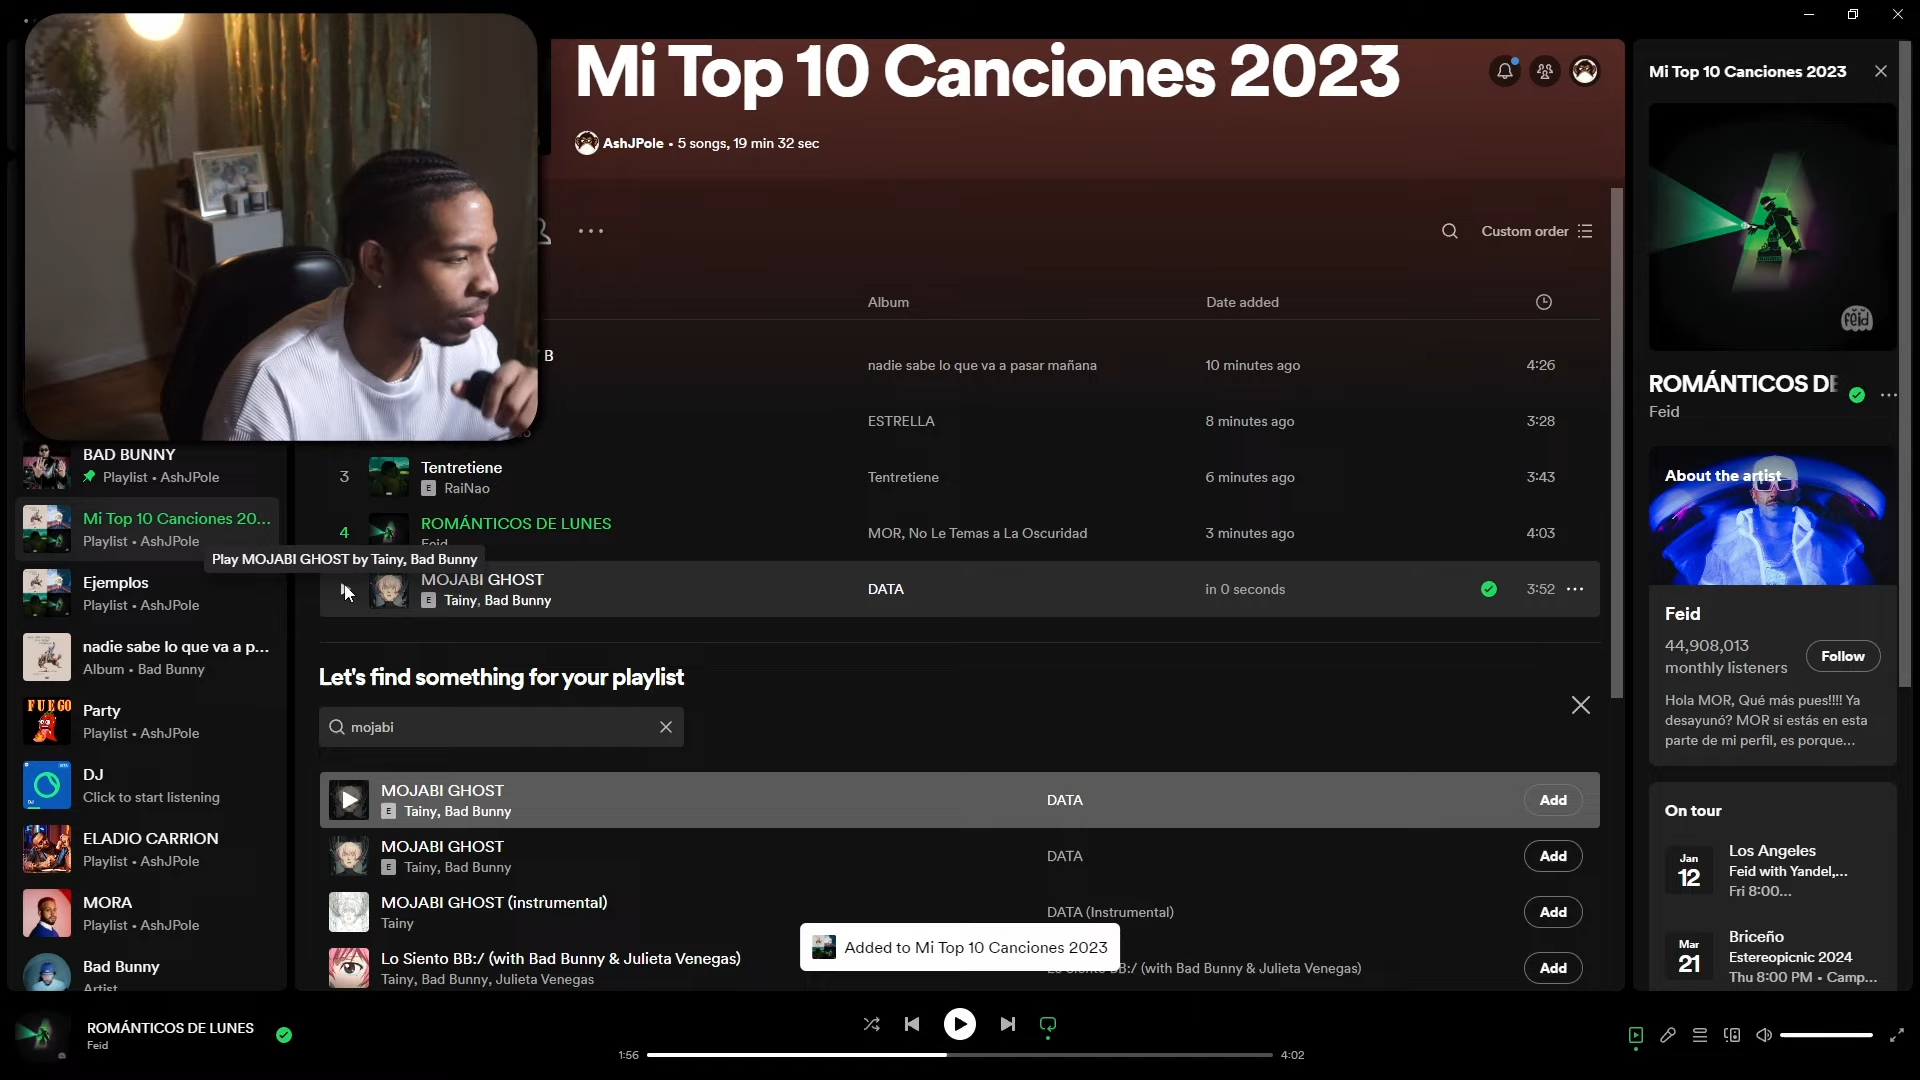 Mi Top 10 Canciones 2023
AshJPole • 5 songs, 19 min 32 sec
Custom order
Album
Date added
B
nadie sabe lo que va a pasar mañana
10 minutes ago
4:26
ESTRELLA
8 minutes ago
3:28
3
Tentretiene
E RaiNao
Tentretiene
6 minutes ago
3:43
4
ROMÁNTICOS DE LUNES
Feid
MOR, No Le Temas a La Oscuridad
3 minutes ago
4:03
Play MOJABI GHOST by Tainy, Bad Bunny
MOJABI GHOST
E Tainy, Bad Bunny
DATA
in 0 seconds
3:52
Let's find something for your playlist
mojabi
MOJABI GHOST
E Tainy, Bad Bunny
DATA
Add
MOJABI GHOST
E Tainy, Bad Bunny
DATA
Add
MOJABI GHOST (instrumental)
Tainy
DATA (Instrumental)
Add
Lo Siento BB:/ (with Bad Bunny & Julieta Venegas)
Tainy, Bad Bunny, Julieta Venegas
Lo Siento BB:/ (with Bad Bunny & Julieta Venegas)
Add
Added to Mi Top 10 Canciones 2023
BAD BUNNY
Playlist • AshJPole
Mi Top 10 Canciones 20...
Playlist • AshJPole
Ejemplos
Playlist • AshJPole
nadie sabe lo que va a p...
Album • Bad Bunny
FUEGO
Party
Playlist • AshJPole
DJ
Click to start listening
ELADIO CARRION
Playlist • AshJPole
MORA
Playlist • AshJPole
Bad Bunny
Artist
Mi Top 10 Canciones 2023
feid
ROMÁNTICOS DE
Feid
About the artist
Feid
44,908,013
monthly listeners
Follow
Hola MOR, Qué más pues!!!! Ya
desayunó? MOR si estás en esta
parte de mi perfil, es porque...
On tour
Jan
12
Los Angeles
Feid with Yandel,...
Fri 8:00...
Mar
21
Briceño
Estereopicnic 2024
Thu 8:00 PM • Camp...
ROMÁNTICOS DE LUNES
Feid
1:56
4:02